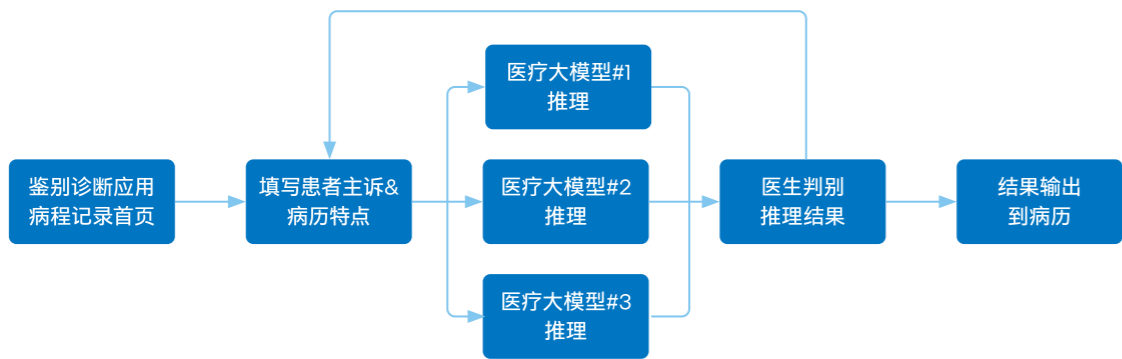 鉴别诊断应用
病程记录首页
填写患者主诉&
病历特点
医疗大模型#1
推理
医疗大模型#2
推理
医疗大模型#3
推理
医生判别
推理结果
结果输出
到病历